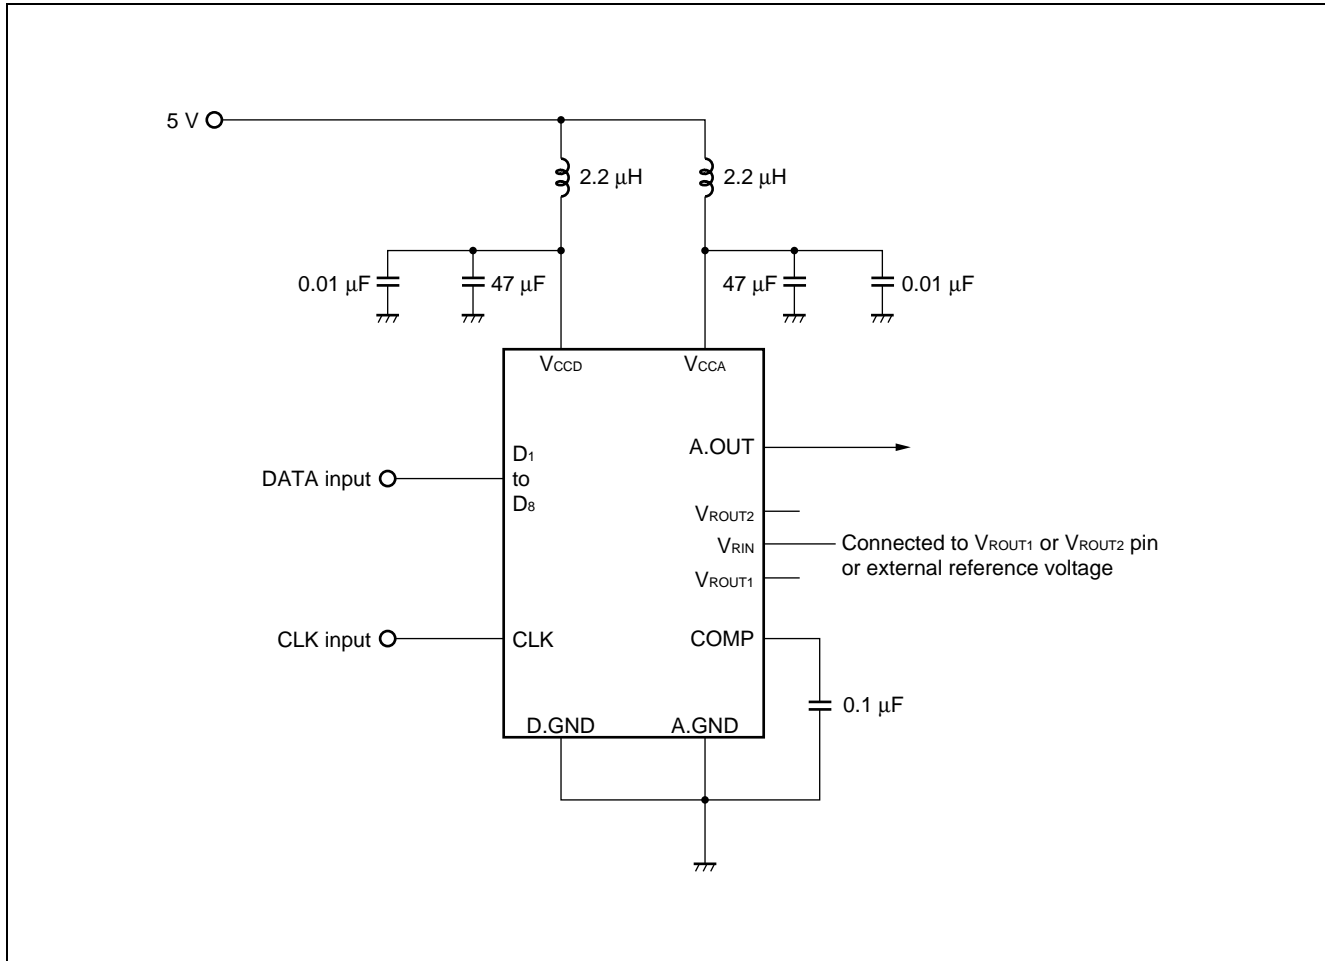 5 V
2.2 μH
2.2 μH
0.01 μF
47 μF
47 μF
0.01 μF
VCCD
VCCA
A.OUT
D1
to
D8
DATA input
VROUT2
VRIN
Connected to VROUT1 or VROUT2 pin
or external reference voltage
VROUT1
CLK input
CLK
COMP
0.1 μF
D.GND
A.GND